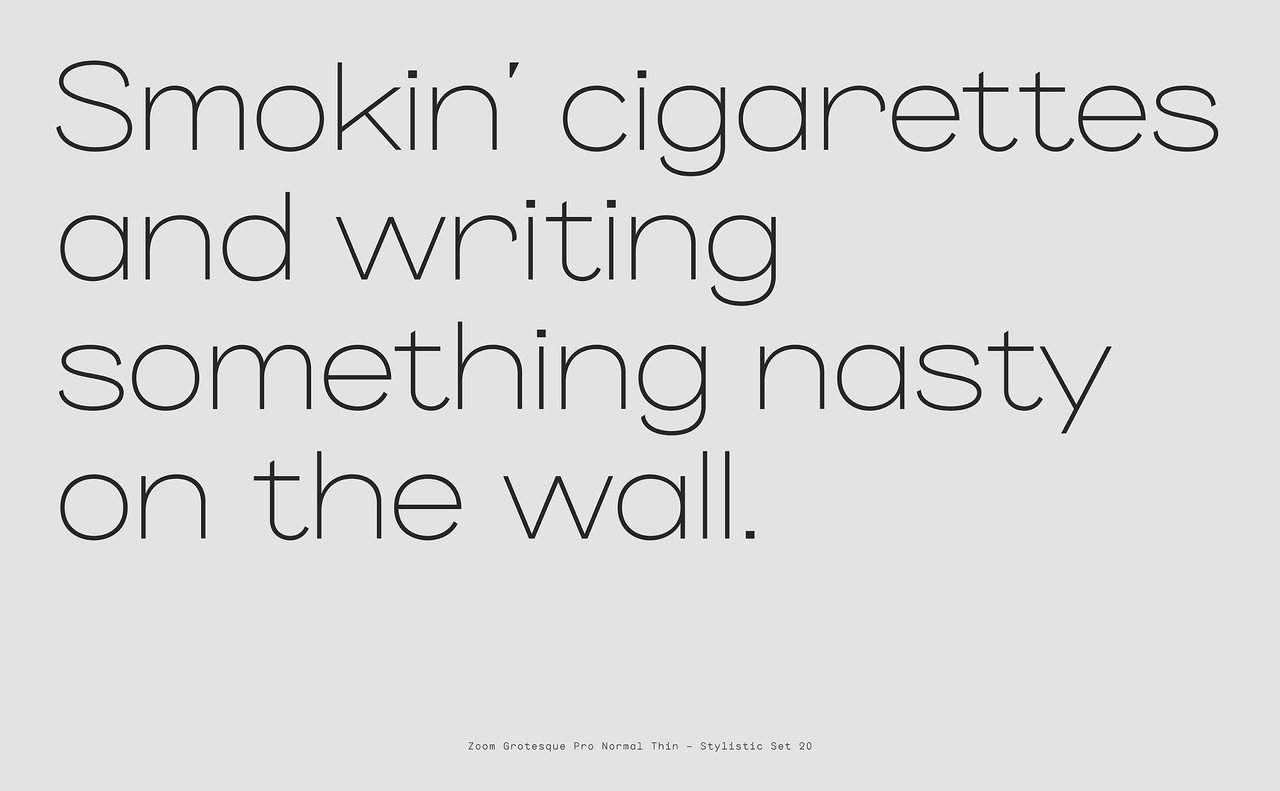 Smokin’ cigarettes
and writing
something nasty
on the wall.
Zoom Grotesque Pro Normal Thin – Stylistic Set 20